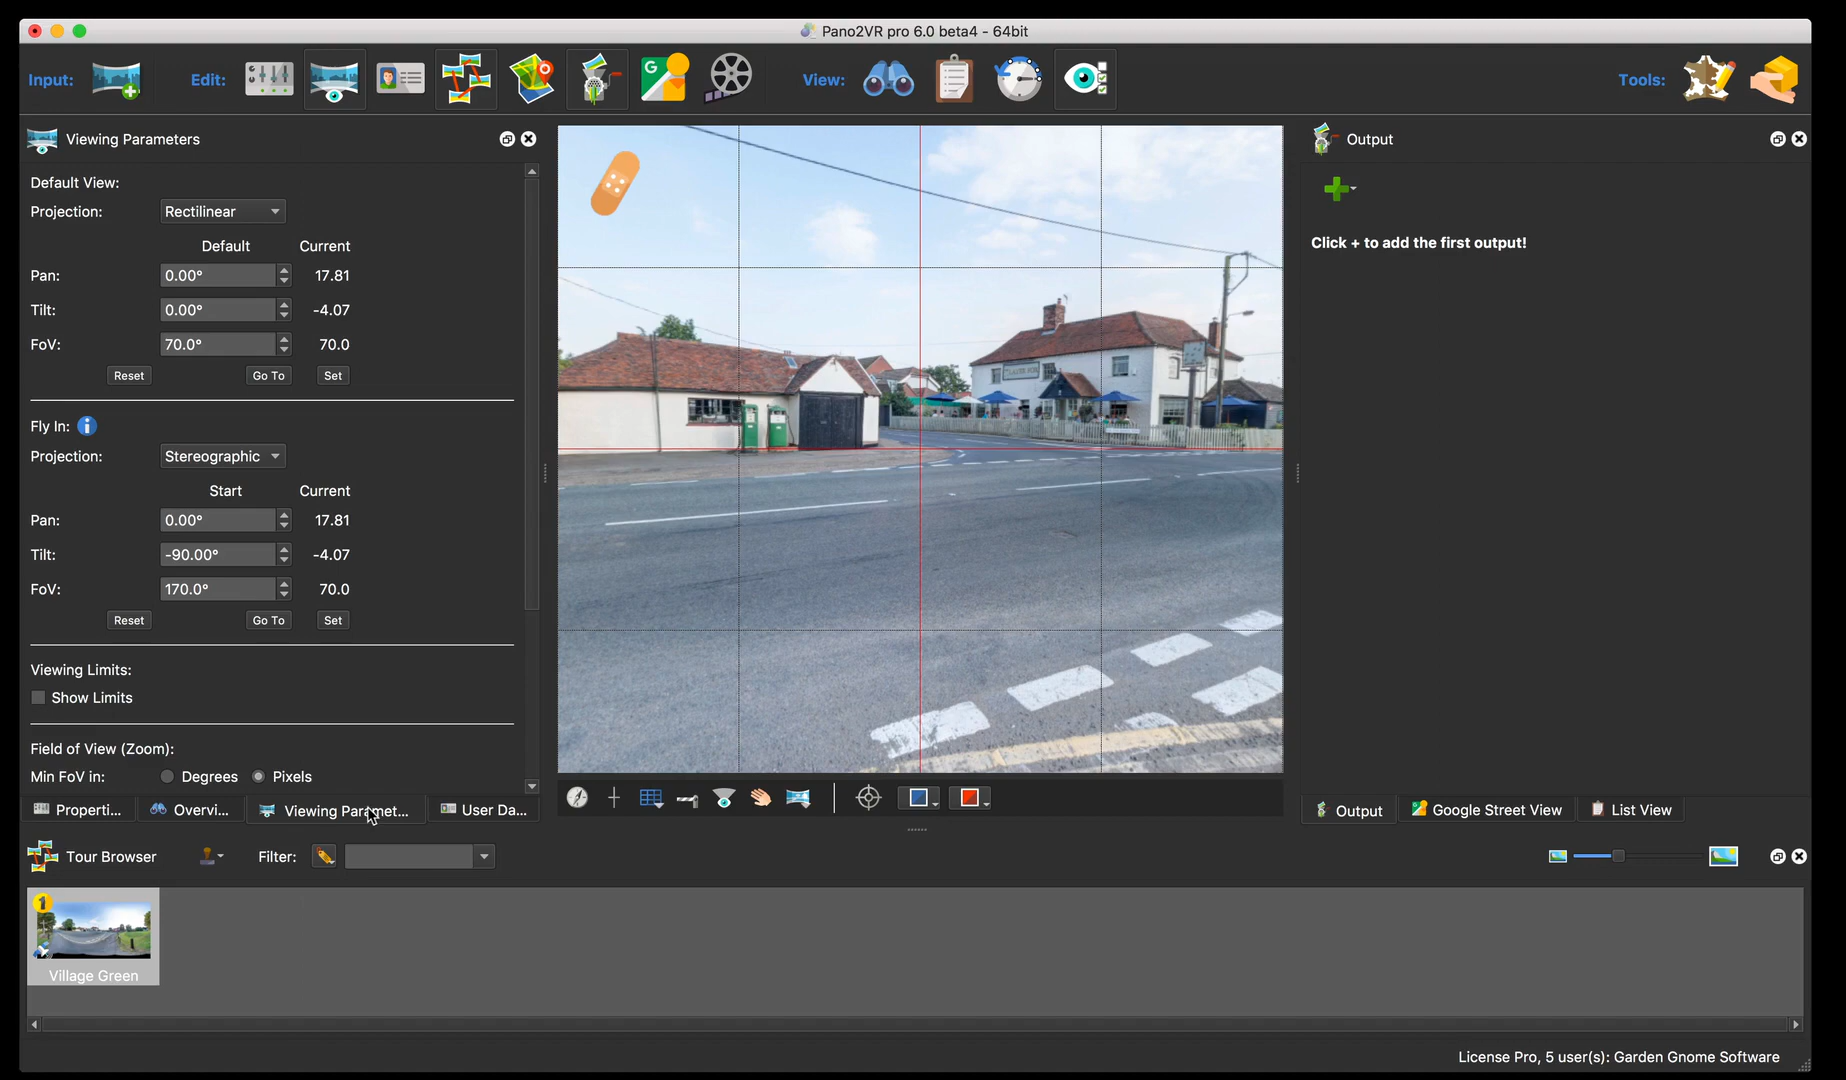 Pano2VR pro 6.0 beta4 - 64bit
Input:
Edit:
View:
Tools:
Viewing Parameters
Default View:
Projection: Rectilinear
Default Current
Pan: 0.00° 17.81
Tilt: 0.00° -4.07
FoV: 70.0° 70.0
Reset Go To Set
Fly In:
Projection: Stereographic
Start Current
Pan: 0.00° 17.81
Tilt: -90.00° -4.07
FoV: 170.0° 70.0
Reset Go To Set
Viewing Limits:
Show Limits
Field of View (Zoom):
Min FoV in: Degrees Pixels
Properti... Overvi... Viewing Paramet... User Da...
Output
Click + to add the first output!
Output Google Street View List View
Tour Browser Filter:
1
Village Green
License Pro, 5 user(s): Garden Gnome Software